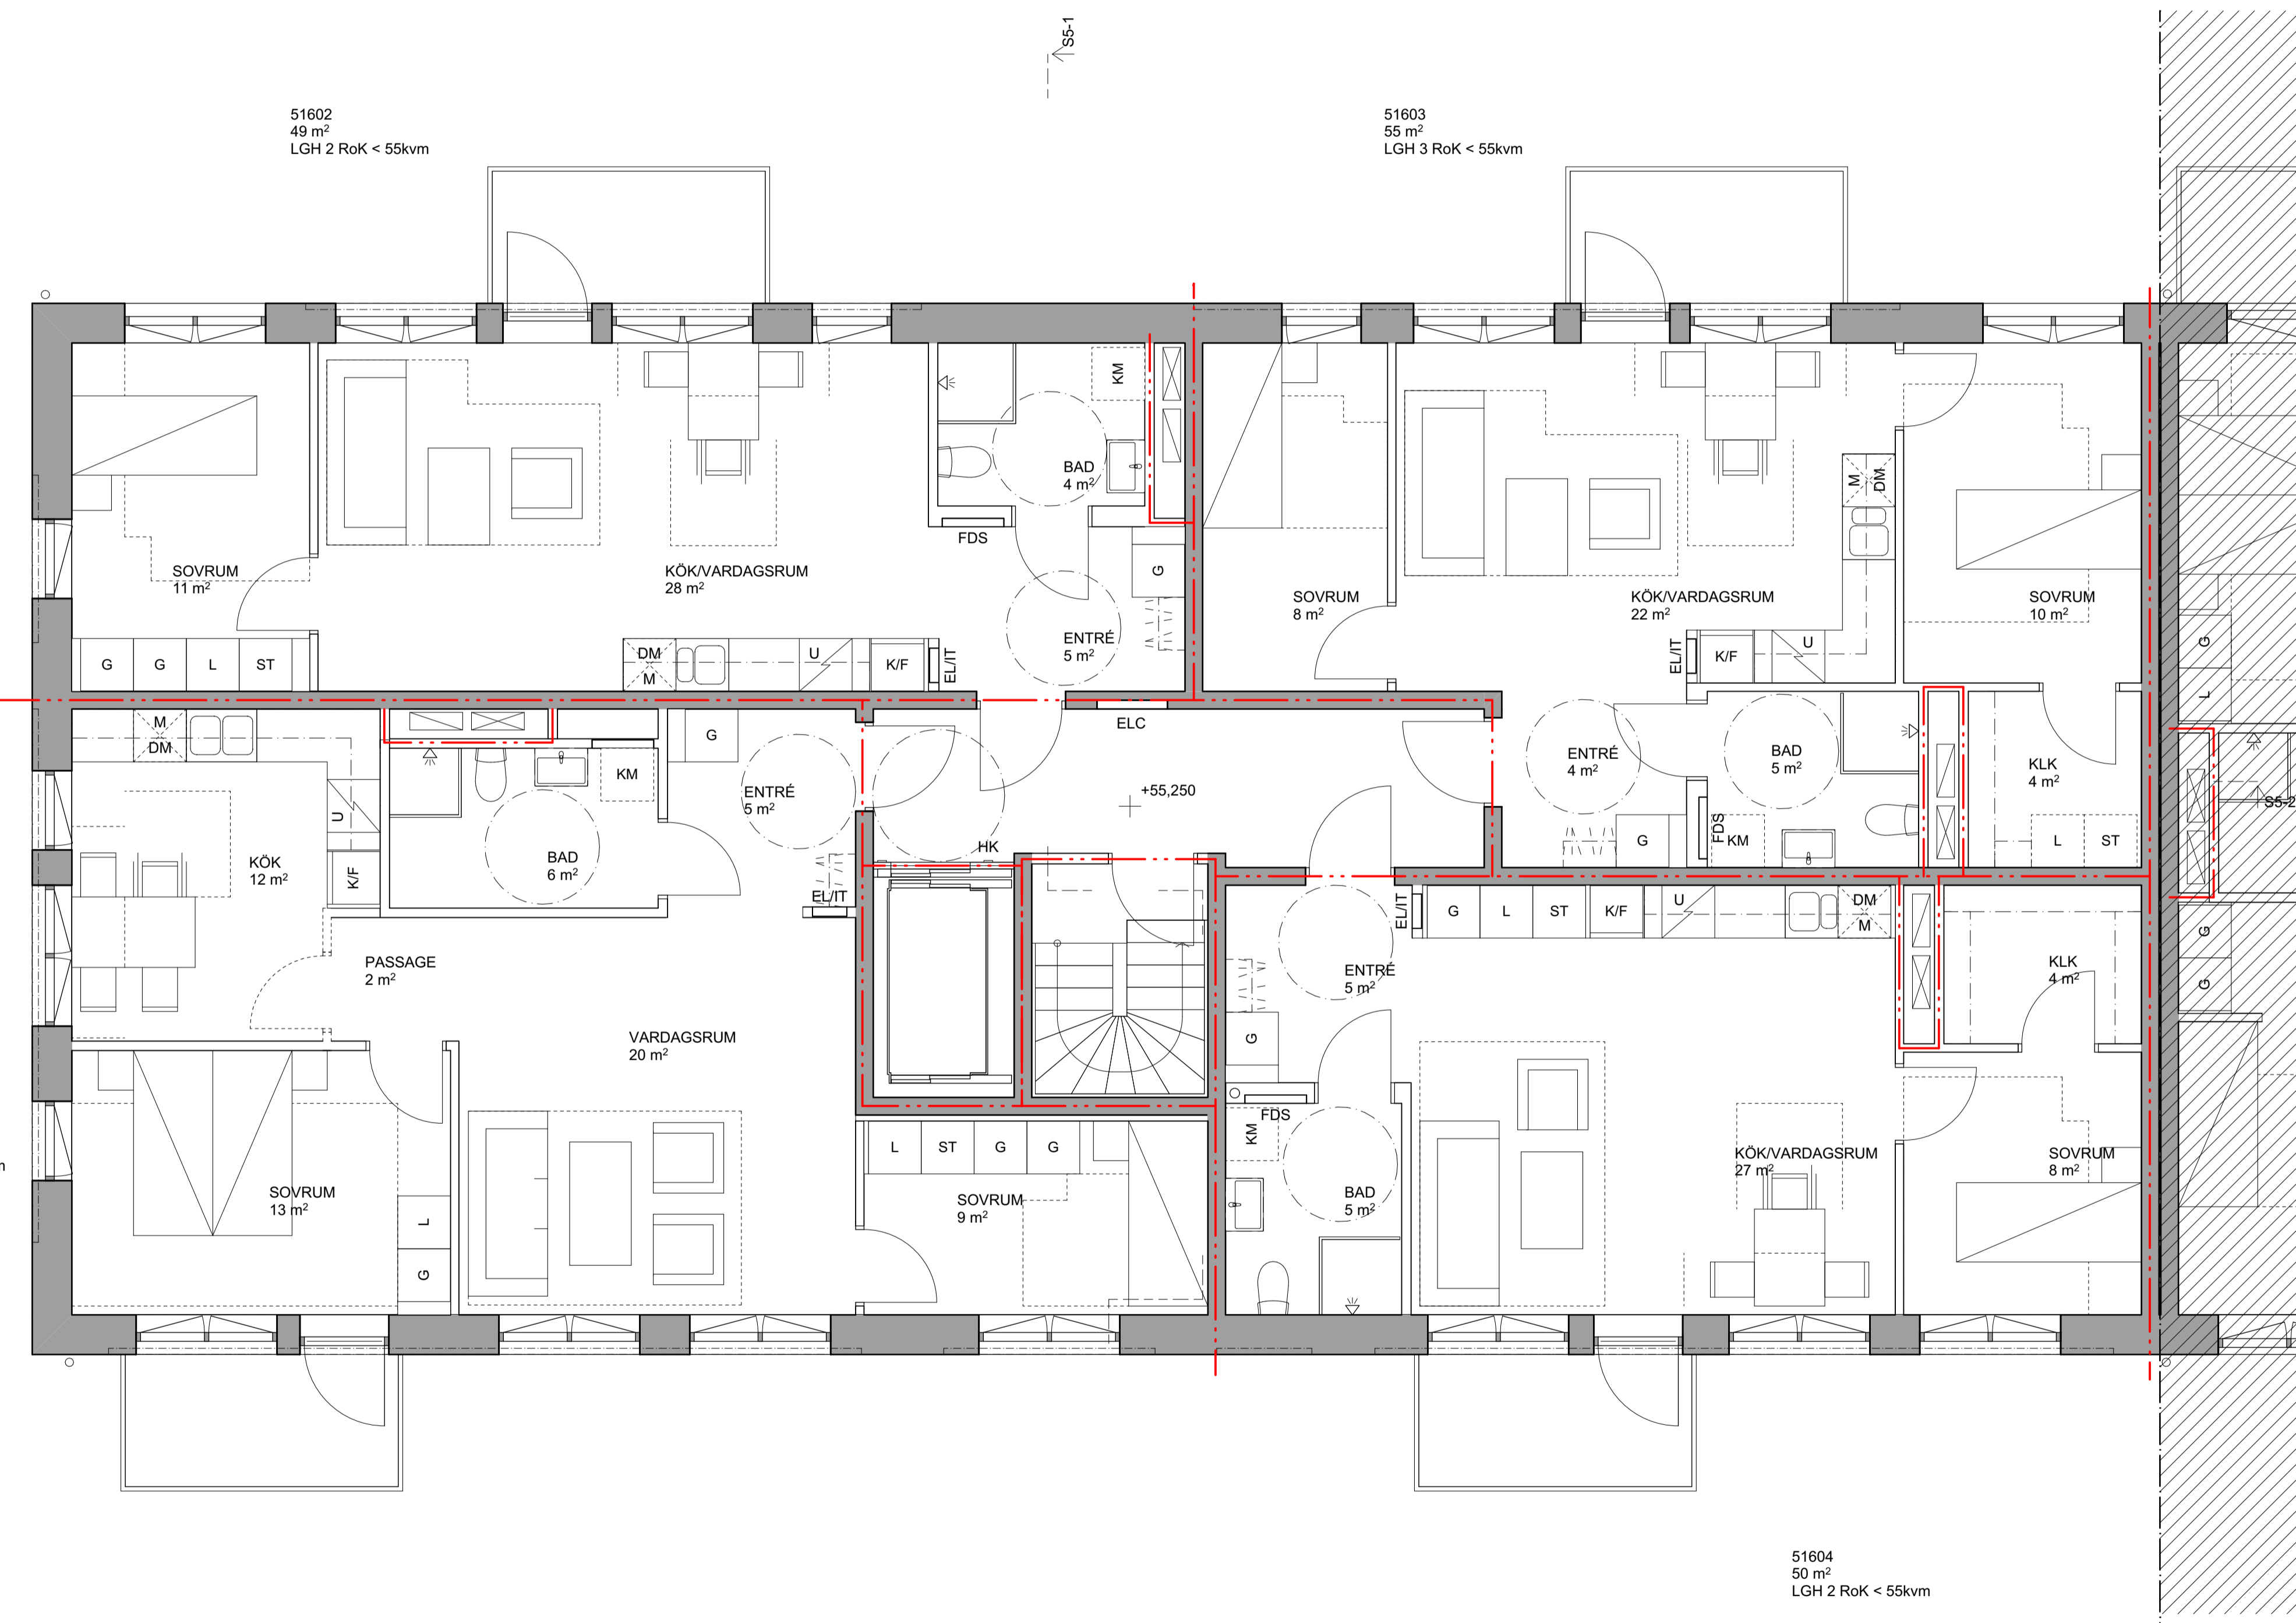 S5-1
51602
49 m²
LGH 2 RoK < 55kvm
51603
55 m²
LGH 3 RoK < 55kvm
KM
BAD
4 m²
FDS
SOVRUM
11 m²
KÖK/VARDAGSRUM
28 m²
G
ENTRÉ
5 m²
G
G
L
ST
DM
M
U
K/F
EL/IT
SOVRUM
8 m²
KÖK/VARDAGSRUM
22 m²
M
DM
EL/IT
K/F
U
SOVRUM
10 m²
G
L
M
DM
U
K/F
KÖK
12 m²
KM
BAD
6 m²
G
ENTRÉ
5 m²
EL/IT
ELC
+55,250
HK
ENTRÉ
4 m²
G
FDS
KM
BAD
5 m²
KLK
4 m²
L
ST
S5-2
G
G
PASSAGE
2 m²
VARDAGSRUM
20 m²
SOVRUM
13 m²
L
G
L
ST
G
G
SOVRUM
9 m²
EL/IT
G
L
ST
K/F
U
DM
M
ENTRÉ
5 m²
G
FDS
KM
BAD
5 m²
KÖK/VARDAGSRUM
27 m²
KLK
4 m²
SOVRUM
8 m²
m
51604
50 m²
LGH 2 RoK < 55kvm